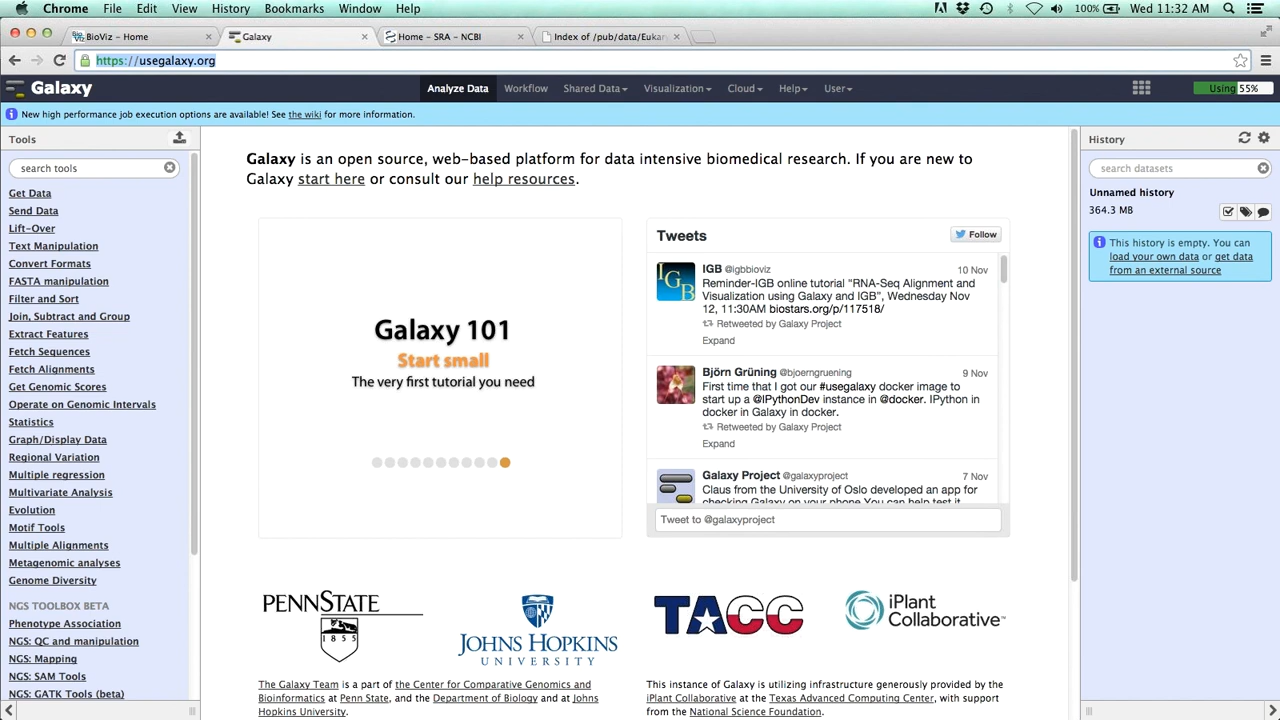 Chrome File Edit View History Bookmarks Window Help 100% Wed 11:32 AM
BioViz - Home Galaxy Home - SRA - NCBI Index of /pub/data/Eukar
https://usegalaxy.org
Galaxy Analyze Data Workflow Shared Data Visualization Cloud Help User Using 55%
New high performance job execution options are available! See the wiki for more information.
Tools
search tools
Get Data
Send Data
Lift-Over
Text Manipulation
Convert Formats
FASTA manipulation
Filter and Sort
Join, Subtract and Group
Extract Features
Fetch Sequences
Fetch Alignments
Get Genomic Scores
Operate on Genomic Intervals
Statistics
Graph/Display Data
Regional Variation
Multiple regression
Multivariate Analysis
Evolution
Motif Tools
Multiple Alignments
Metagenomic analyses
Genome Diversity
NGS TOOLBOX BETA
Phenotype Association
NGS: QC and manipulation
NGS: Mapping
NGS: SAM Tools
NGS: GATK Tools (beta)
Galaxy is an open source, web-based platform for data intensive biomedical research. If you are new to
Galaxy start here or consult our help resources.
Galaxy 101
Start small
The very first tutorial you need
Tweets Follow
IGB @igbbioviz 10 Nov
Reminder-IGB online tutorial "RNA-Seq Alignment and
Visualization using Galaxy and IGB", Wednesday Nov
12, 11:30AM biostars.org/p/117518/
Retweeted by Galaxy Project
Expand
Björn Grüning @bjoerngruening 9 Nov
First time that I got our #usegalaxy docker image to
start up a @IPythonDev instance in @docker. IPython in
docker in Galaxy in docker.
Retweeted by Galaxy Project
Expand
Galaxy Project @galaxyproject 7 Nov
Claus from the University of Oslo developed an app for
checking Galaxy on your phone You can help test it
Tweet to @galaxyproject
PENNSTATE
1855
JOHNS HOPKINS
UNIVERSITY
TACC
iPlant
Collaborative™
The Galaxy Team is a part of the Center for Comparative Genomics and
Bioinformatics at Penn State, and the Department of Biology and at Johns
Hopkins University.
This instance of Galaxy is utilizing infrastructure generously provided by the
iPlant Collaborative at the Texas Advanced Computing Center, with support
from the National Science Foundation.
History
search datasets
Unnamed history
364.3 MB
This history is empty. You can
load your own data or get data
from an external source